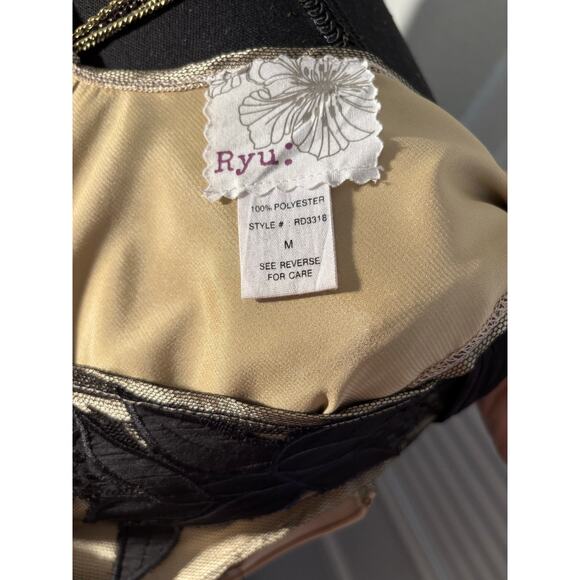 Ryu:
100% POLYESTER
STYLE # : RD3318
M
SEE REVERSE
FOR CARE